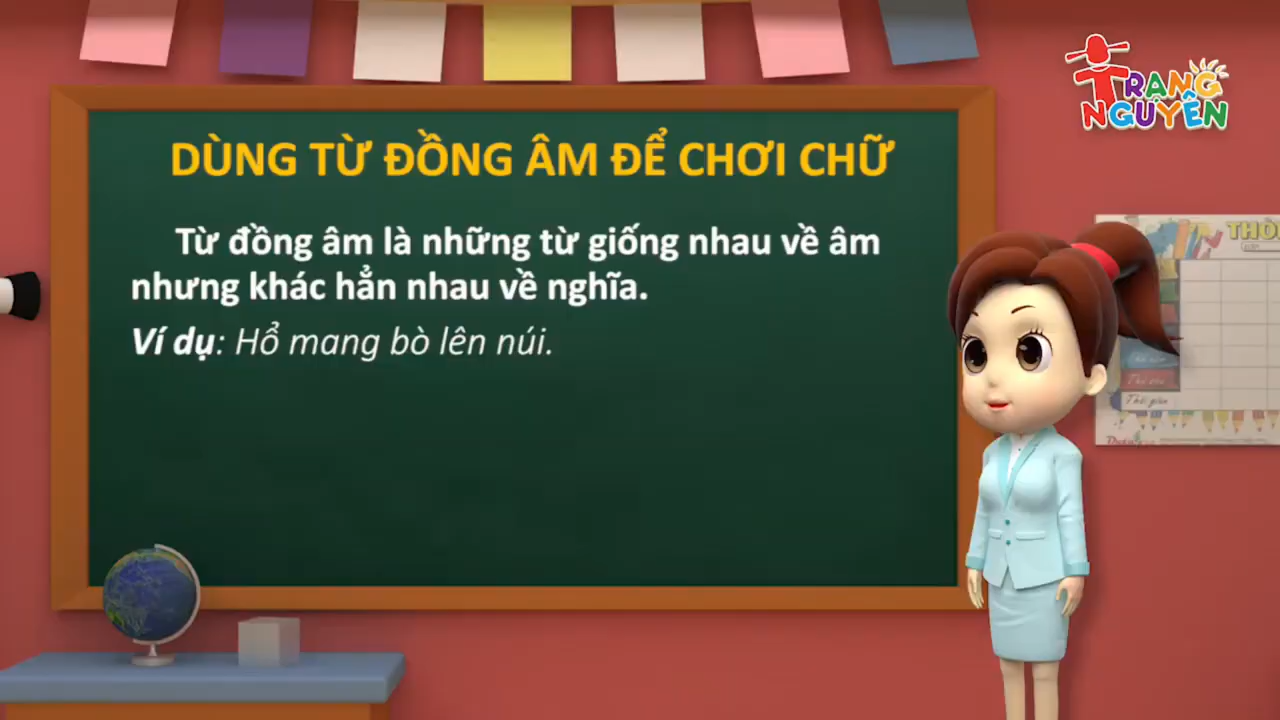 TRẠNG
NGUYÊN
DÙNG TỪ ĐỒNG ÂM ĐỂ CHƠI CHỮ
Từ đồng âm là những từ giống nhau về âm
nhưng khác hẳn nhau về nghĩa.
Ví dụ: Hổ mang bò lên núi.